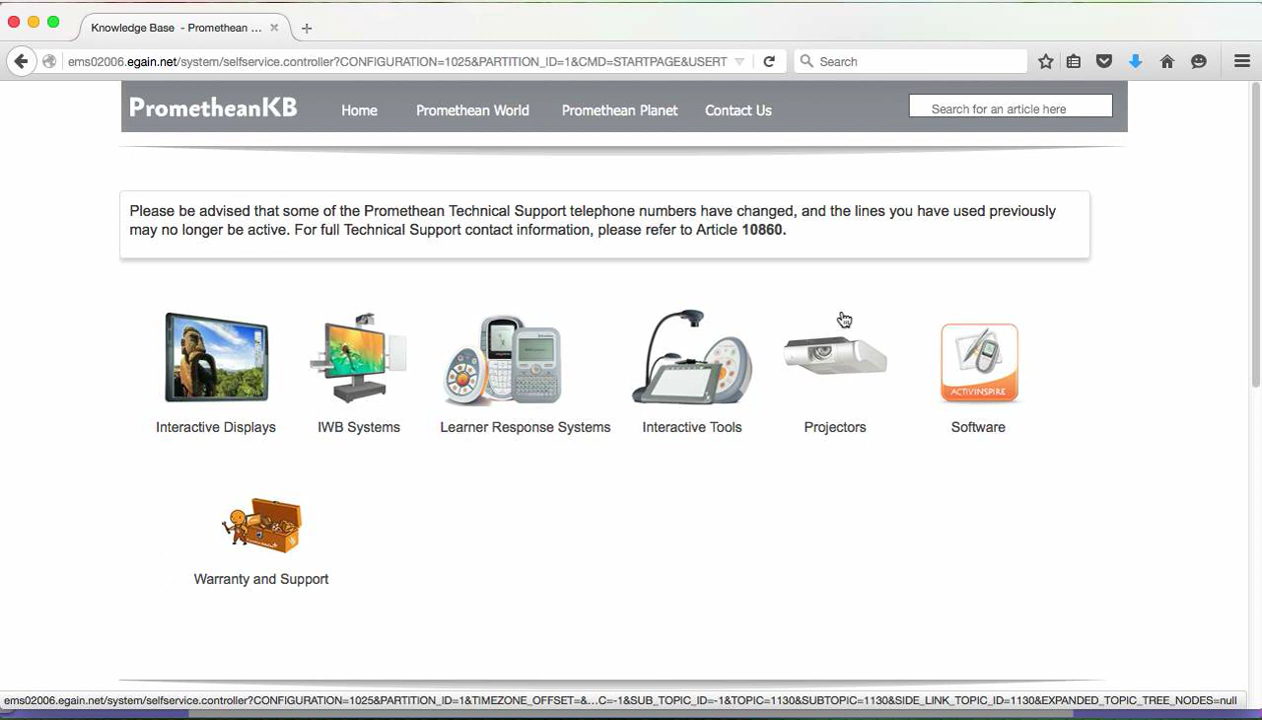 Knowledge Base - Promethean ...
ems02006.egain.net/system/selfservice.controller?CONFIGURATION=1025&PARTITION_ID=1&CMD=STARTPAGE&USERT
Search
PrometheanKB
Home
Promethean World
Promethean Planet
Contact Us
Search for an article here
Please be advised that some of the Promethean Technical Support telephone numbers have changed, and the lines you have used previously
may no longer be active. For full Technical Support contact information, please refer to Article 10860.
ACTIVINSPIRE
Interactive Displays
IWB Systems
Learner Response Systems
Interactive Tools
Projectors
Software
Warranty and Support
ems02006.egain.net/system/selfservice.controller?CONFIGURATION=1025&PARTITION_ID=1&TIMEZONE_OFFSET=&...C=-1&SUB_TOPIC_ID=-1&TOPIC=1130&SUBTOPIC=1130&SIDE_LINK_TOPIC_ID=1130&EXPANDED_TOPIC_TREE_NODES=null